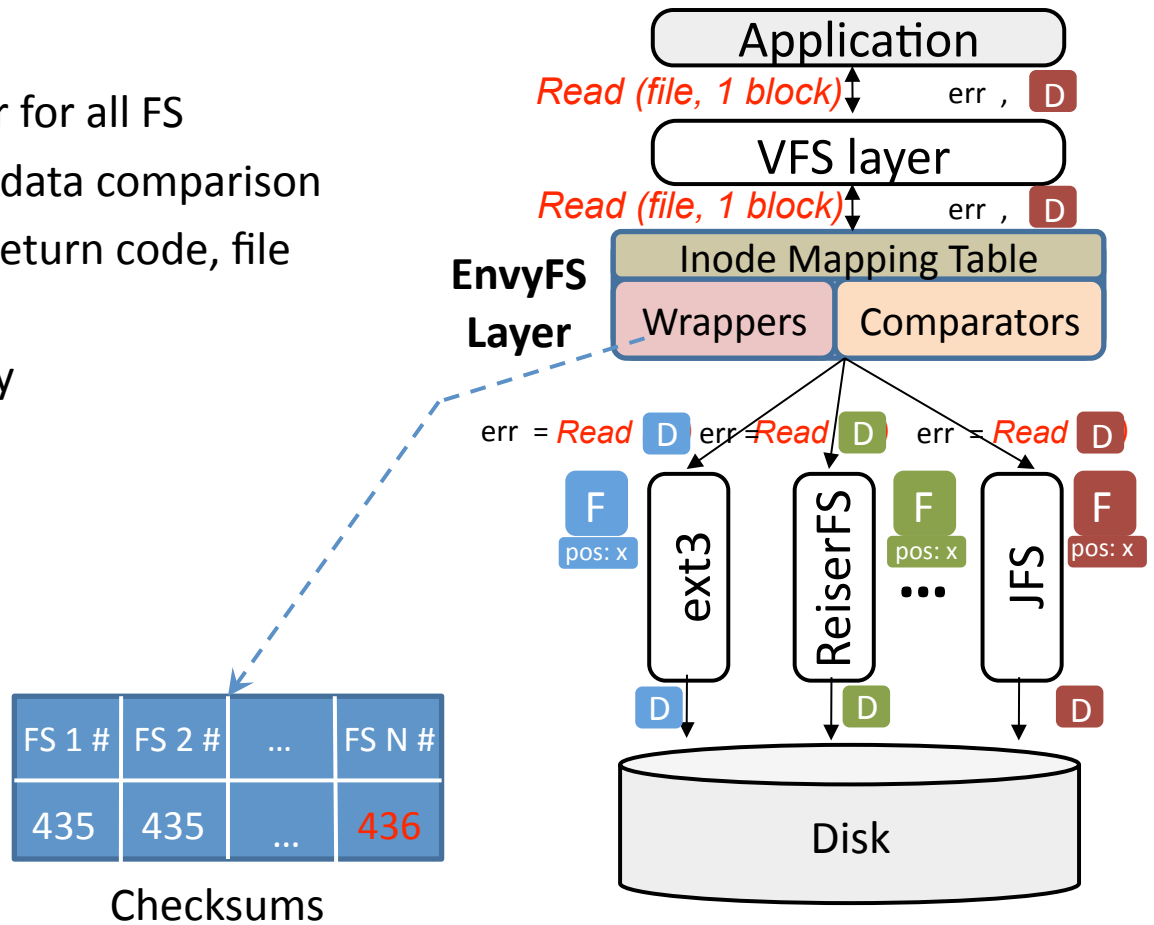 r for all FS
data comparison
eturn code, file
y
Application
Read (file, 1 block) err , D
VFS layer
Read (file, 1 block) err , D
EnvyFS
Layer
Inode Mapping Table
Wrappers Comparators
err = Read D ) err =Read D ) err = Read D )
F
pos: x
ext3
ReiserFS
F
pos: x
...
JFS
F
pos: x
D D D
Disk
FS 1 # FS 2 # ... FS N #
435 435 ... 436
Checksums